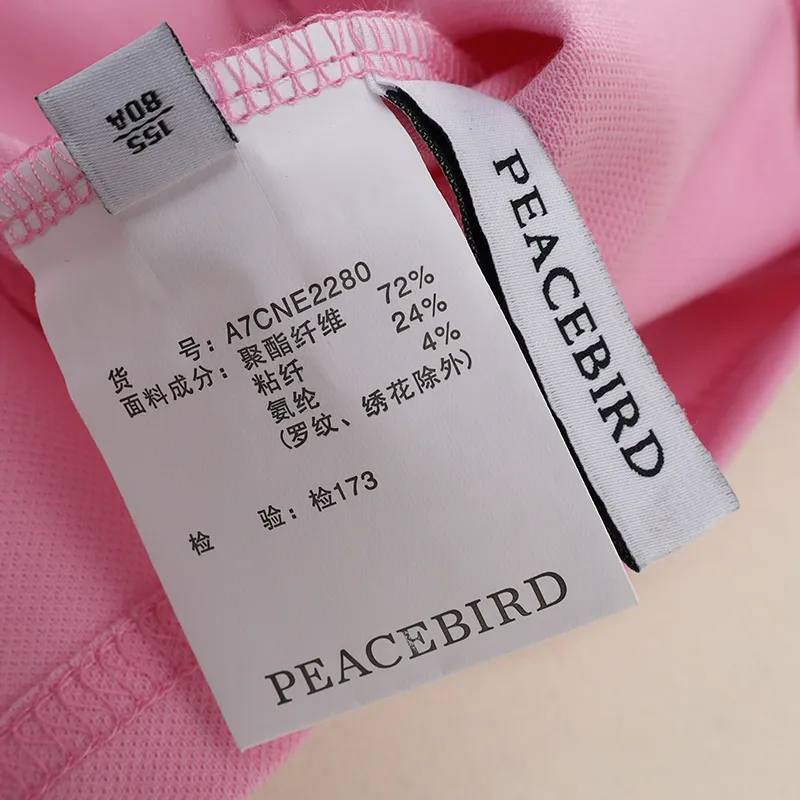 155
80A
货 号: A7CNE2280
面料成分: 聚酯纤维 72%
粘纤 24%
氨纶 4%
(罗纹、绣花除外)
检 验: 检173
PEACEBIRD
PEACEBIRD